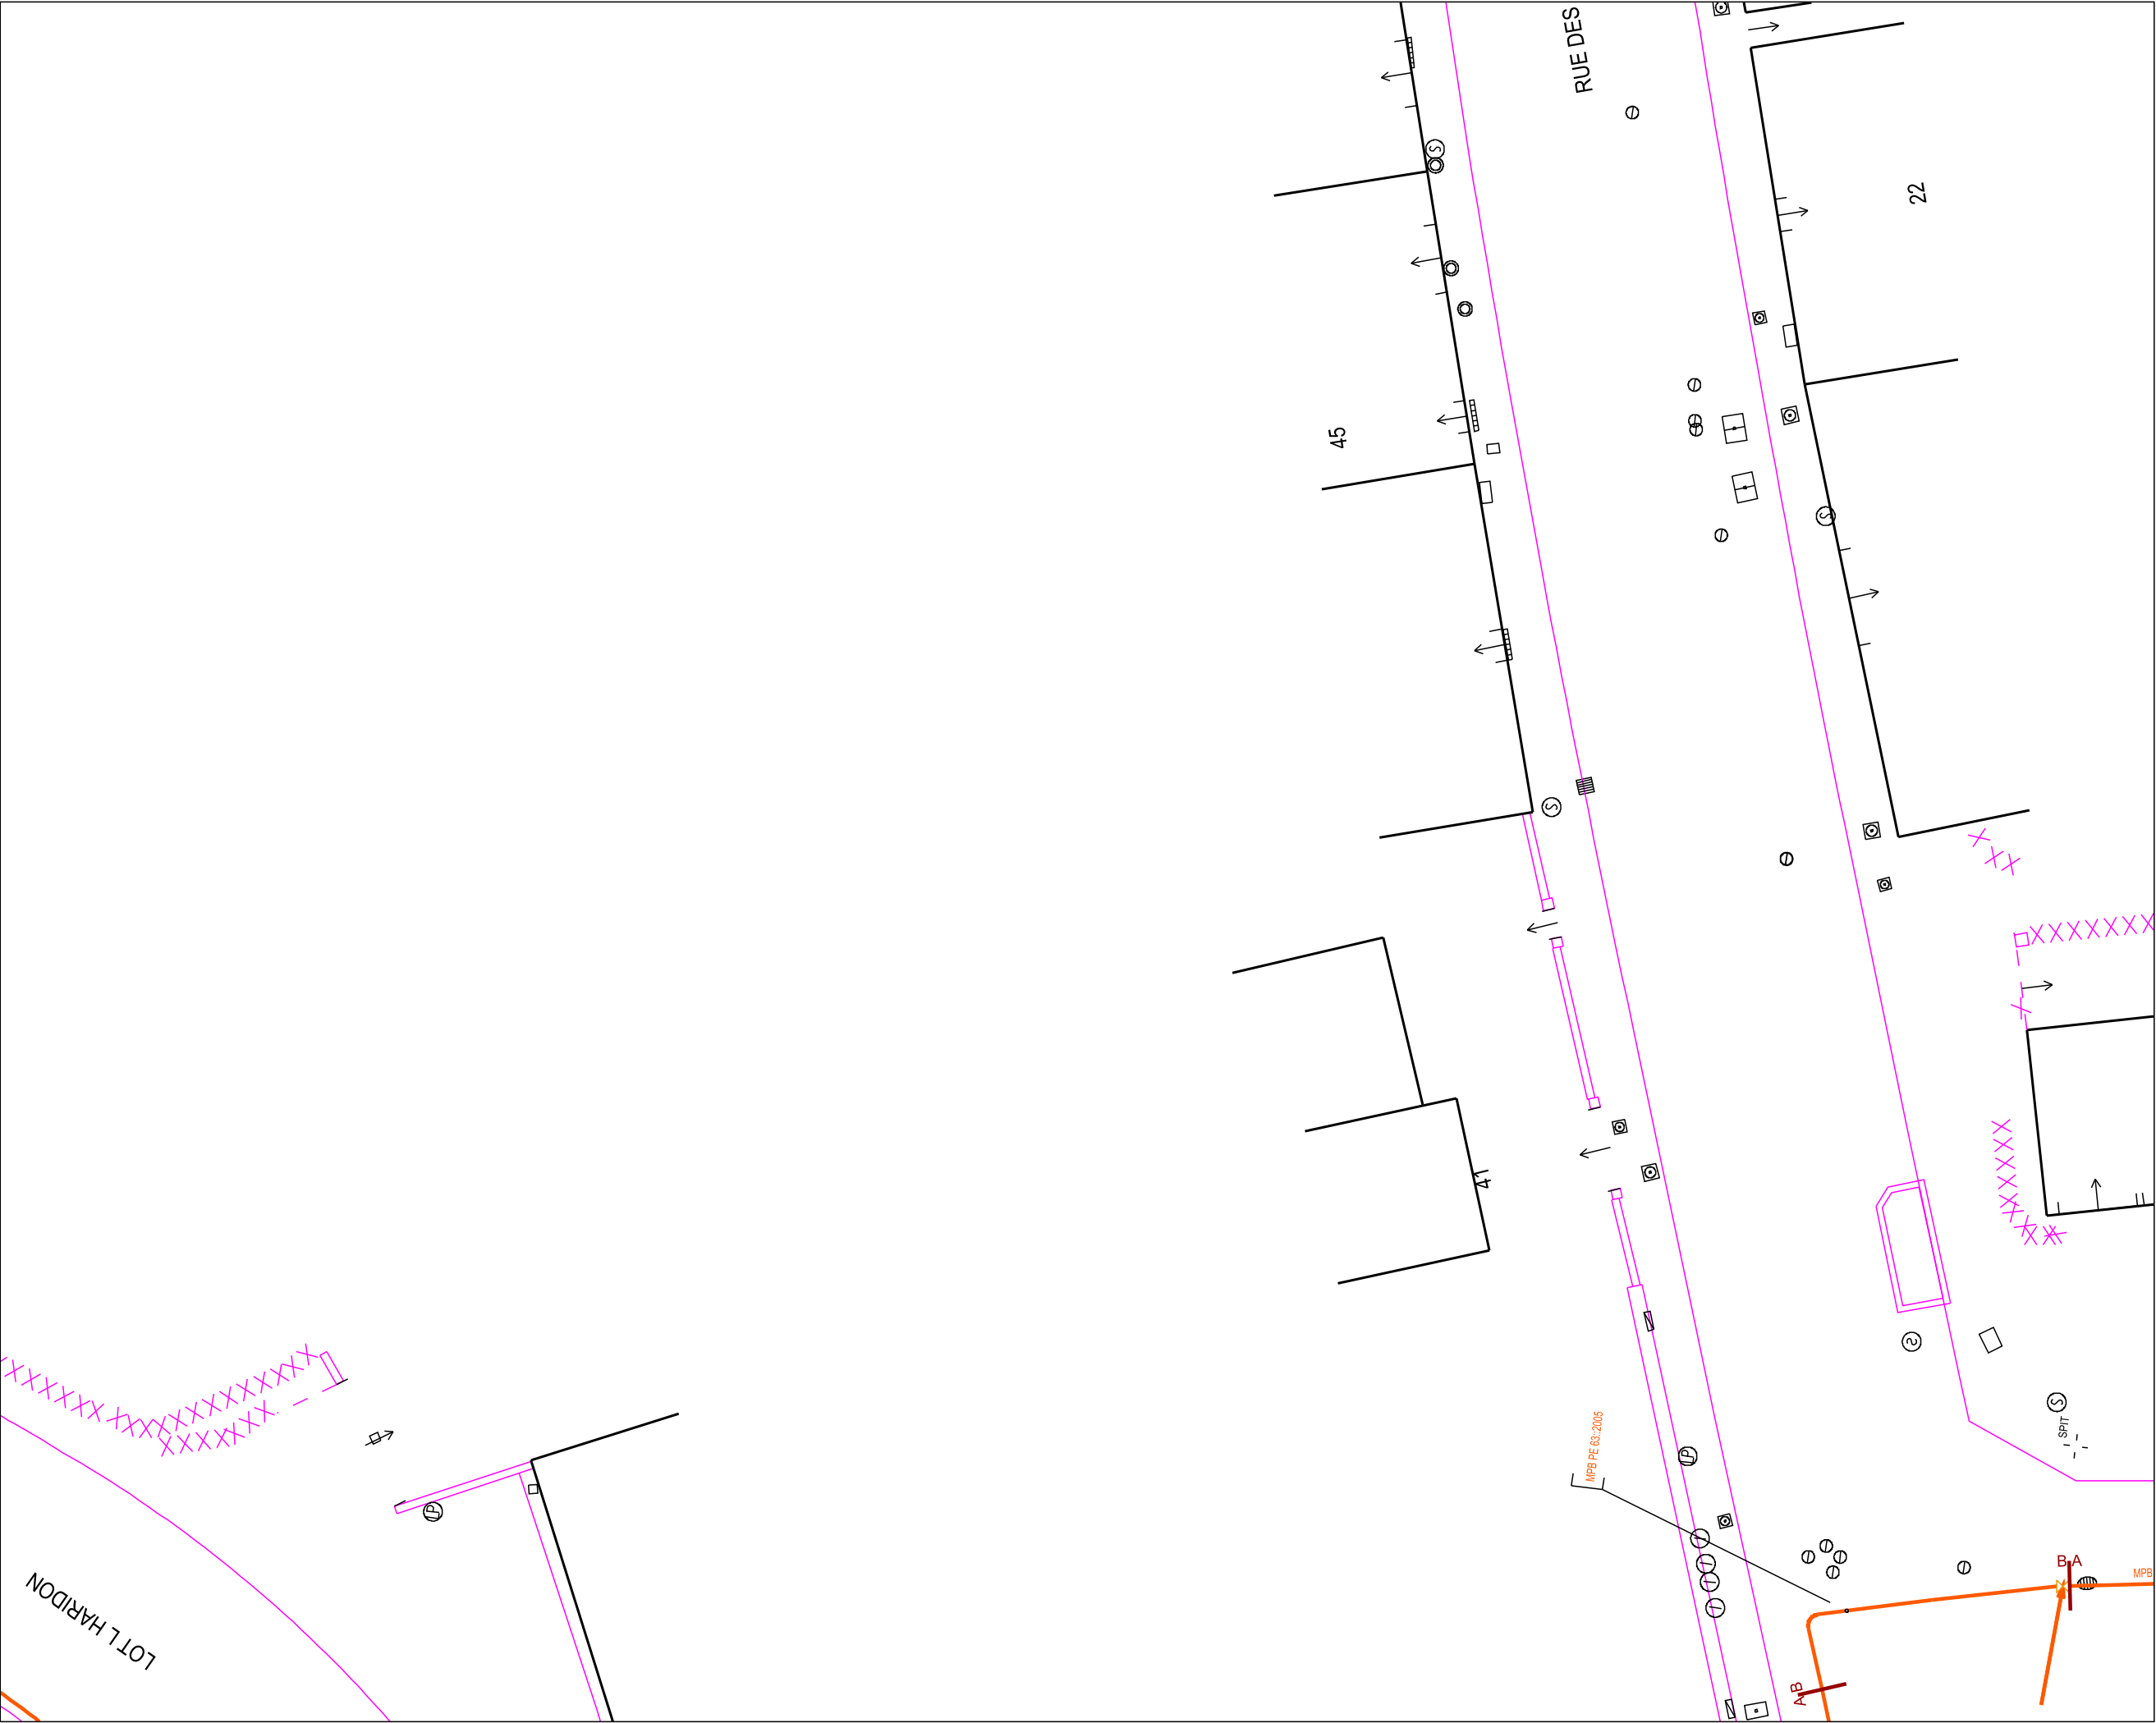 RUE DES
22
45
41
LOT L HARIDON
MPB PE 63::2005
SPIT
B A
MPB
A B